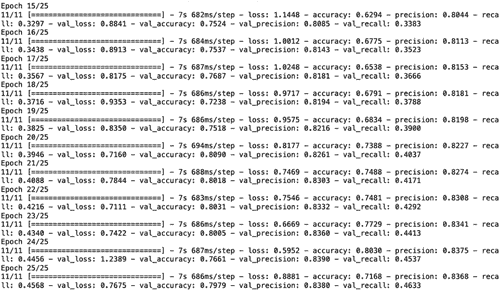 Epoch 15/25
11/11 [==============================] - 7s 682ms/step - loss: 1.1448 - accuracy: 0.6294 - precision: 0.8044 - reca
ll: 0.3297 - val_loss: 0.8841 - val_accuracy: 0.7524 - val_precision: 0.8085 - val_recall: 0.3383
Epoch 16/25
11/11 [==============================] - 7s 684ms/step - loss: 1.0012 - accuracy: 0.6775 - precision: 0.8113 - reca
ll: 0.3438 - val_loss: 0.8913 - val_accuracy: 0.7537 - val_precision: 0.8143 - val_recall: 0.3523
Epoch 17/25
11/11 [==============================] - 7s 687ms/step - loss: 1.0248 - accuracy: 0.6538 - precision: 0.8153 - reca
ll: 0.3567 - val_loss: 0.8175 - val_accuracy: 0.7687 - val_precision: 0.8181 - val_recall: 0.3666
Epoch 18/25
11/11 [==============================] - 7s 686ms/step - loss: 0.9717 - accuracy: 0.6791 - precision: 0.8181 - reca
ll: 0.3716 - val_loss: 0.9353 - val_accuracy: 0.7238 - val_precision: 0.8194 - val_recall: 0.3788
Epoch 19/25
11/11 [==============================] - 7s 686ms/step - loss: 0.9575 - accuracy: 0.6834 - precision: 0.8198 - reca
ll: 0.3825 - val_loss: 0.8350 - val_accuracy: 0.7518 - val_precision: 0.8216 - val_recall: 0.3900
Epoch 20/25
11/11 [==============================] - 7s 694ms/step - loss: 0.8177 - accuracy: 0.7388 - precision: 0.8227 - reca
ll: 0.3946 - val_loss: 0.7160 - val_accuracy: 0.8090 - val_precision: 0.8261 - val_recall: 0.4037
Epoch 21/25
11/11 [==============================] - 7s 688ms/step - loss: 0.7469 - accuracy: 0.7488 - precision: 0.8274 - reca
ll: 0.4088 - val_loss: 0.7844 - val_accuracy: 0.8018 - val_precision: 0.8303 - val_recall: 0.4171
Epoch 22/25
11/11 [==============================] - 7s 683ms/step - loss: 0.7546 - accuracy: 0.7481 - precision: 0.8308 - reca
ll: 0.4216 - val_loss: 0.7111 - val_accuracy: 0.8031 - val_precision: 0.8332 - val_recall: 0.4292
Epoch 23/25
11/11 [==============================] - 7s 686ms/step - loss: 0.6669 - accuracy: 0.7729 - precision: 0.8341 - reca
ll: 0.4340 - val_loss: 0.7422 - val_accuracy: 0.8005 - val_precision: 0.8360 - val_recall: 0.4413
Epoch 24/25
11/11 [==============================] - 7s 686ms/step - loss: 0.5952 - accuracy: 0.8030 - precision: 0.8375 - reca
ll: 0.4456 - val_loss: 1.2389 - val_accuracy: 0.7661 - val_precision: 0.8390 - val_recall: 0.4537
Epoch 25/25
11/11 [==============================] - 7s 686ms/step - loss: 0.8881 - accuracy: 0.7168 - precision: 0.8368 - reca
ll: 0.4568 - val_loss: 0.7675 - val_accuracy: 0.7979 - val_precision: 0.8380 - val_recall: 0.4633